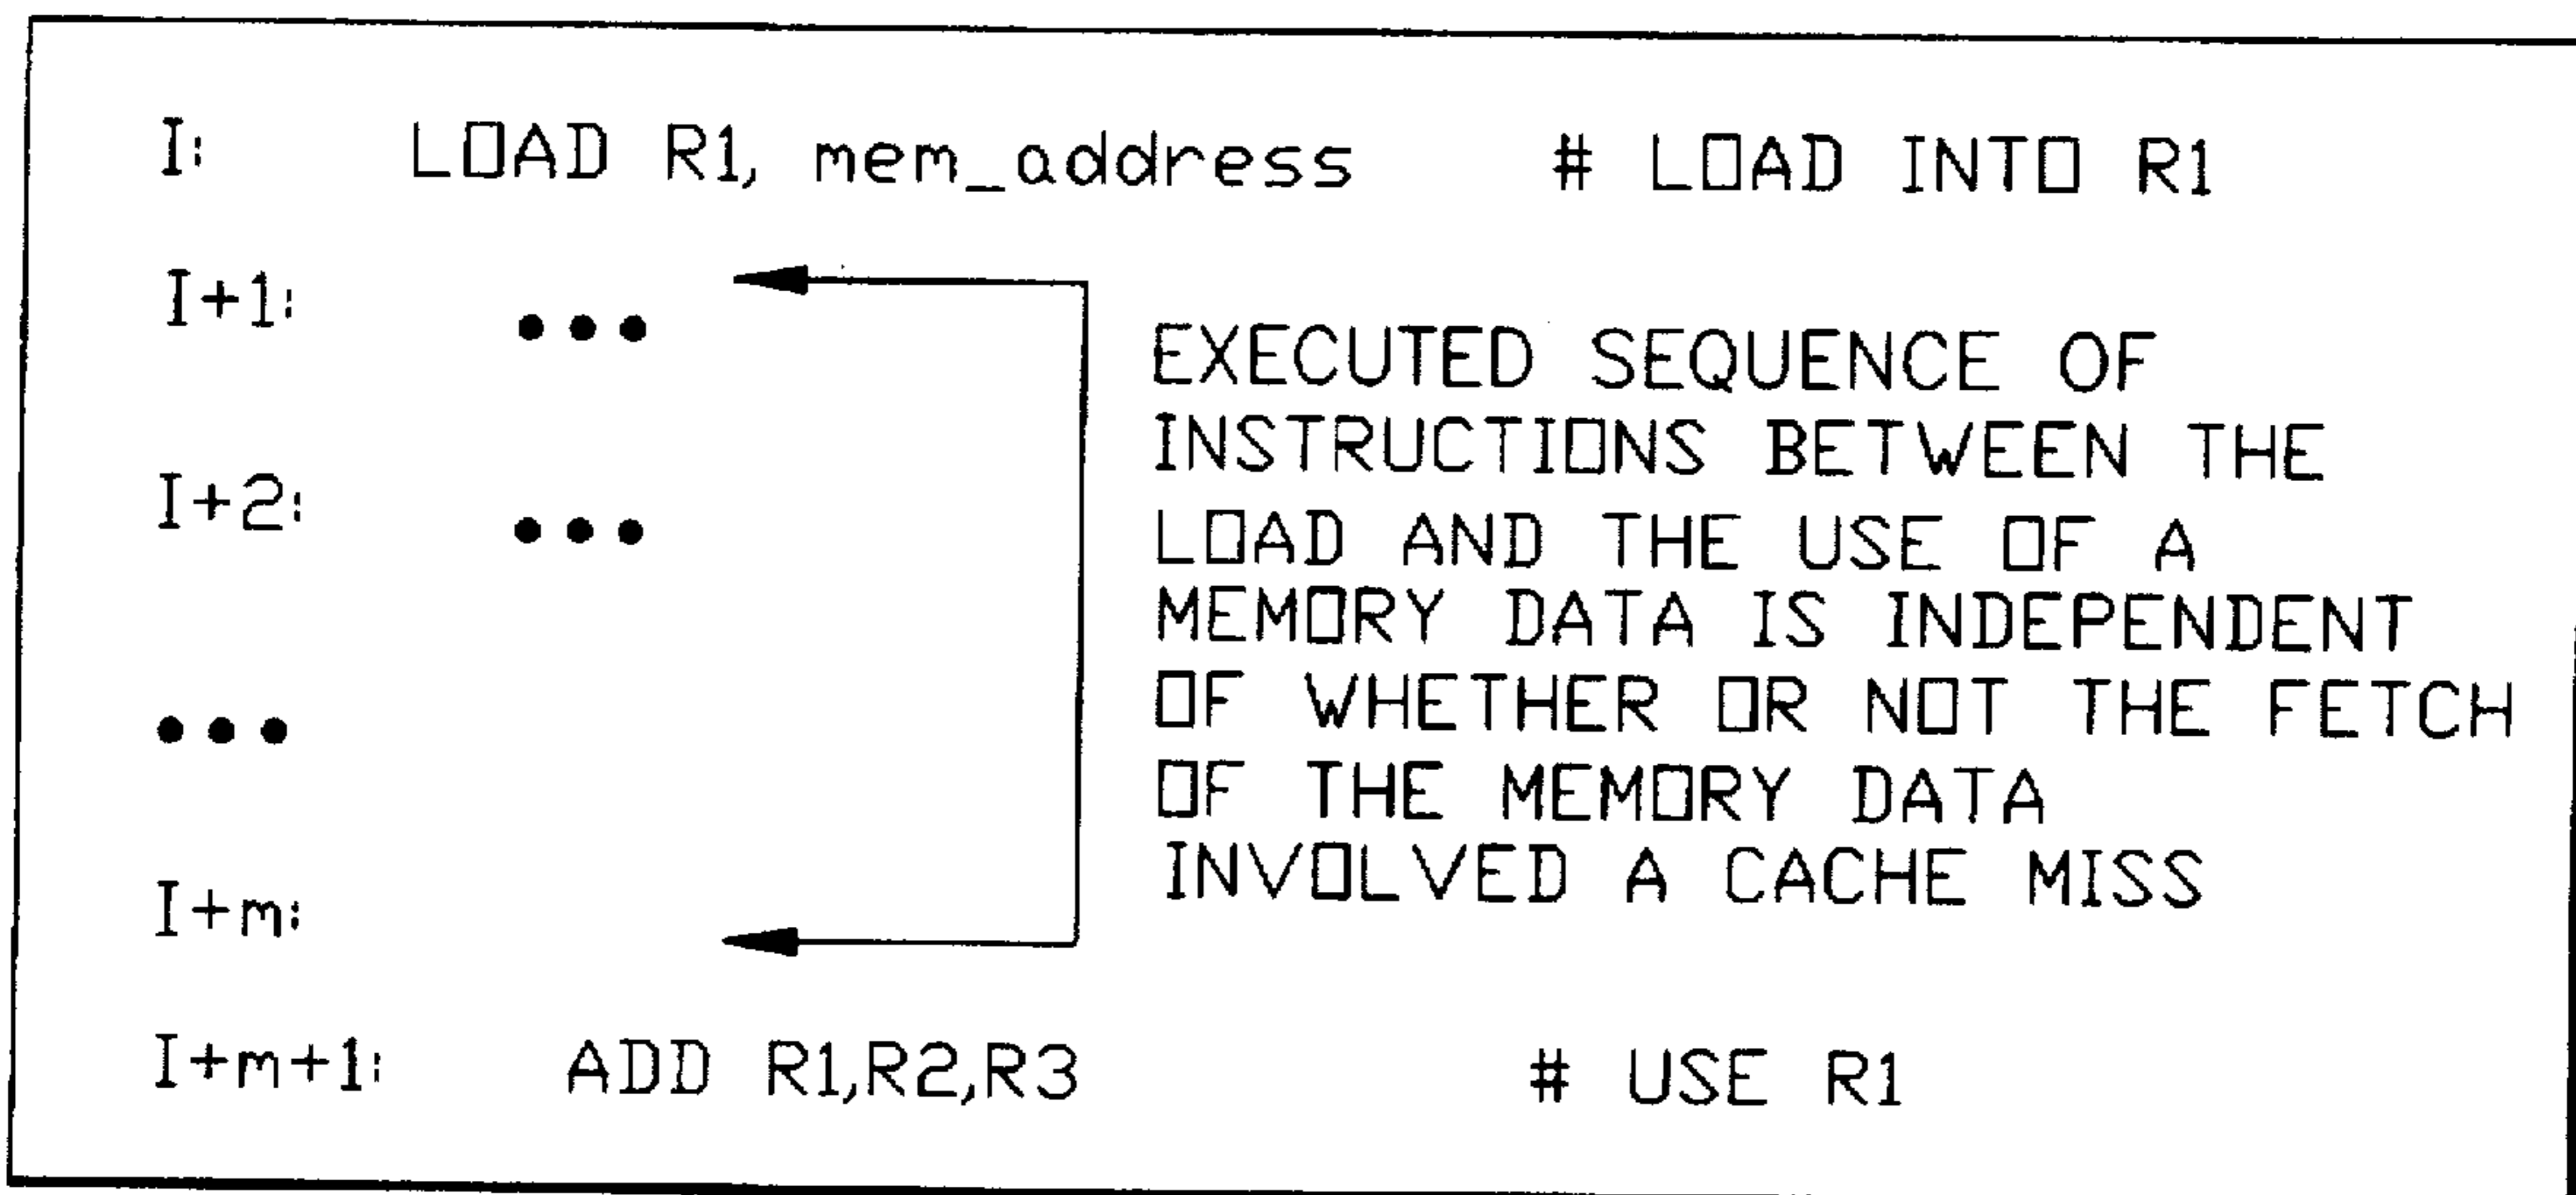 I: LOAD R1, mem_address # LOAD INTO R1
I+1: •••
I+2: •••
•••
I+m:
I+m+1: ADD R1,R2,R3 # USE R1
EXECUTED SEQUENCE OF
INSTRUCTIONS BETWEEN THE
LOAD AND THE USE OF A
MEMORY DATA IS INDEPENDENT
OF WHETHER OR NOT THE FETCH
OF THE MEMORY DATA
INVOLVED A CACHE MISS